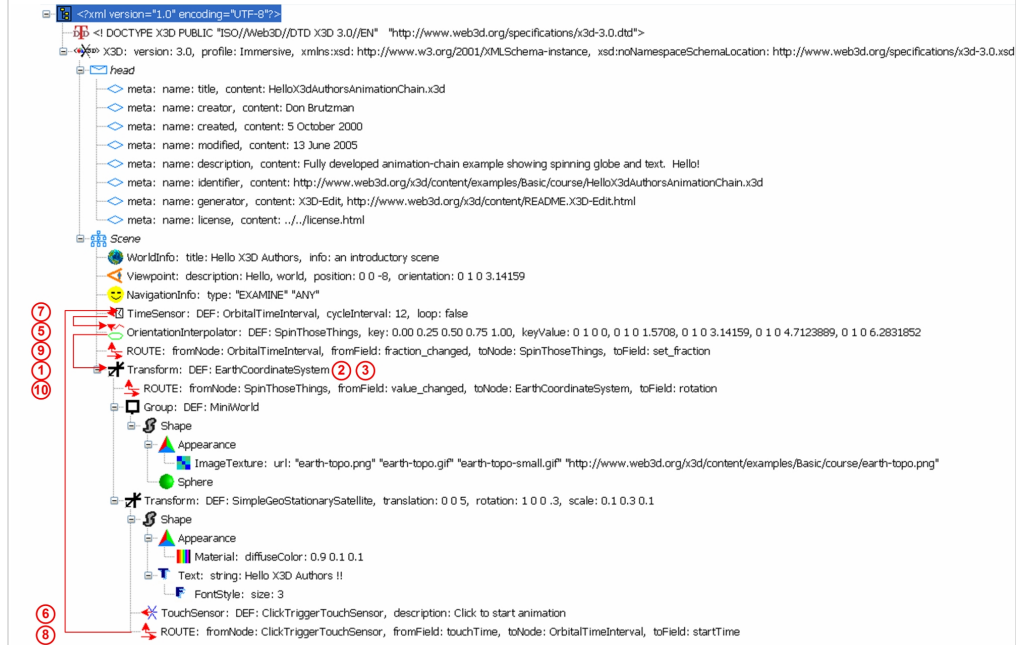 <?xml version="1.0" encoding="UTF-8"?>
<! DOCTYPE X3D PUBLIC "ISO//Web3D//DTD X3D 3.0//EN" "http://www.web3d.org/specifications/x3d-3.0.dtd">
X3D: version: 3.0, profile: Immersive, xmlns:xsd: http://www.w3.org/2001/XMLSchema-instance, xsd:noNamespaceSchemaLocation: http://www.web3d.org/specifications/x3d-3.0.xsd
head
meta: name: title, content: HelloX3dAuthorsAnimationChain.x3d
meta: name: creator, content: Don Brutzman
meta: name: created, content: 5 October 2000
meta: name: modified, content: 13 June 2005
meta: name: description, content: Fully developed animation-chain example showing spinning globe and text. Hello!
meta: name: identifier, content: http://www.web3d.org/x3d/content/examples/Basic/course/HelloX3dAuthorsAnimationChain.x3d
meta: name: generator, content: X3D-Edit, http://www.web3d.org/x3d/content/README.X3D-Edit.html
meta: name: license, content: ../../license.html
Scene
WorldInfo: title: Hello X3D Authors, info: an introductory scene
Viewpoint: description: Hello, world, position: 0 0 -8, orientation: 0 1 0 3.14159
NavigationInfo: type: "EXAMINE" "ANY"
7 TimeSensor: DEF: OrbitalTimeInterval, cycleInterval: 12, loop: false
5 OrientationInterpolator: DEF: SpinThoseThings, key: 0.00 0.25 0.50 0.75 1.00, keyValue: 0 1 0 0, 0 1 0 1.5708, 0 1 0 3.14159, 0 1 0 4.7123889, 0 1 0 6.2831852
9 ROUTE: fromNode: OrbitalTimeInterval, fromField: fraction_changed, toNode: SpinThoseThings, toField: set_fraction
1 Transform: DEF: EarthCoordinateSystem 2 3
10 ROUTE: fromNode: SpinThoseThings, fromField: value_changed, toNode: EarthCoordinateSystem, toField: rotation
Group: DEF: MiniWorld
Shape
Appearance
ImageTexture: url: "earth-topo.png" "earth-topo.gif" "earth-topo-small.gif" "http://www.web3d.org/x3d/content/examples/Basic/course/earth-topo.png"
Sphere
Transform: DEF: SimpleGeoStationarySatellite, translation: 0 0 5, rotation: 1 0 0 .3, scale: 0.1 0.3 0.1
Shape
Appearance
Material: diffuseColor: 0.9 0.1 0.1
Text: string: Hello X3D Authors !!
FontStyle: size: 3
6 TouchSensor: DEF: ClickTriggerTouchSensor, description: Click to start animation
8 ROUTE: fromNode: ClickTriggerTouchSensor, fromField: touchTime, toNode: OrbitalTimeInterval, toField: startTime